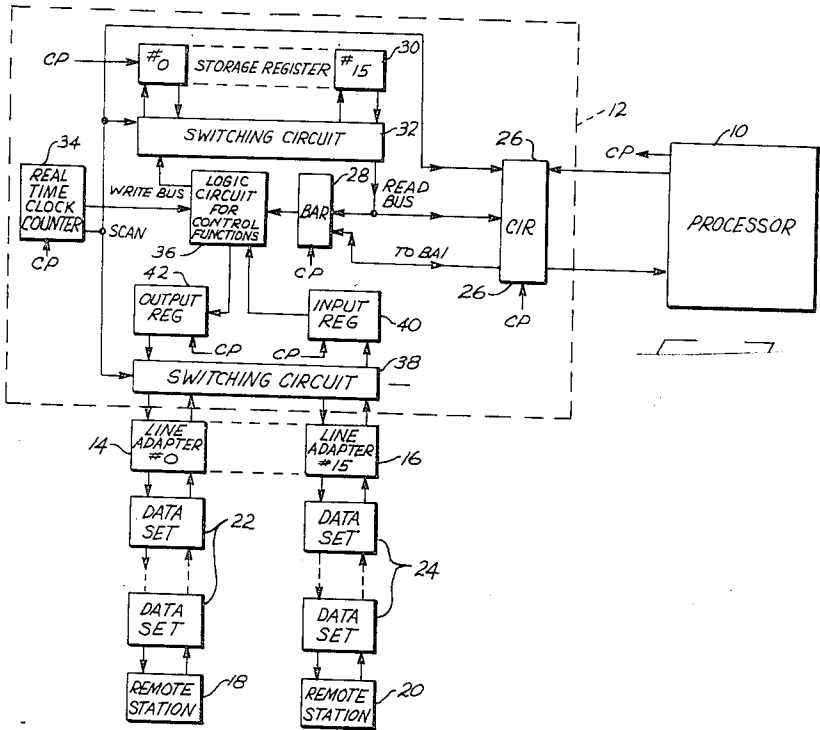 30
CP
#0
STORAGE REGISTER
#15
12
SWITCHING CIRCUIT
32
10
CP
PROCESSOR
34
REAL
TIME
CLOCK
COUNTER
WRITE BUS
LOGIC
CIRCUIT
FOR
CONTROL
FUNCTIONS
28
BAR
READ
BUS
26
CIR
SCAN
CP
36
CP
TO BAI
26
CP
42
OUTPUT
REG
INPUT
REG
40
CP
CP
38
SWITCHING CIRCUIT
14
LINE
ADAPTER
#0
LINE
ADAPTER
#15
16
DATA
SET
22
DATA
SET
24
DATA
SET
DATA
SET
REMOTE
STATION
18
REMOTE
STATION
20